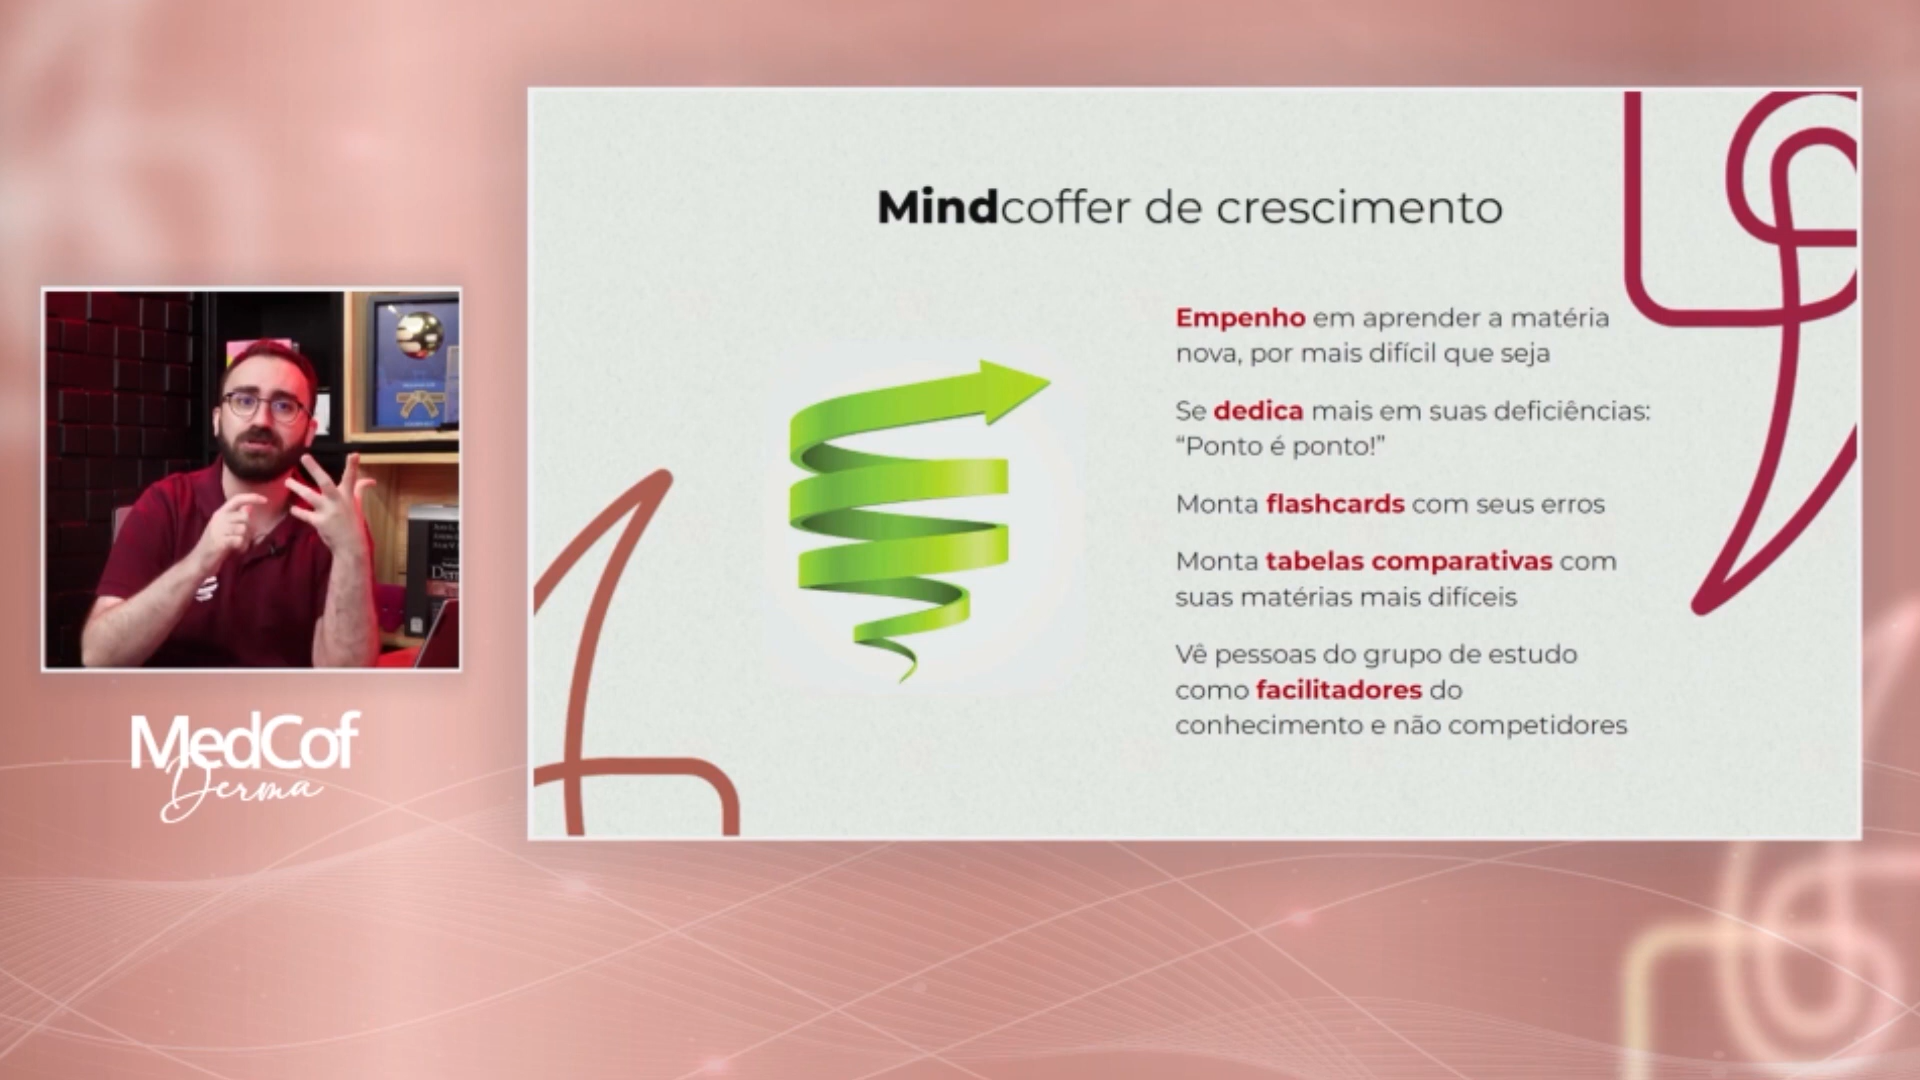 Mindcoffer de crescimento
Empenho em aprender a matéria
nova, por mais difícil que seja
Se dedica mais em suas deficiências:
“Ponto é ponto!”
Monta flashcards com seus erros
Monta tabelas comparativas com
suas matérias mais difíceis
Vê pessoas do grupo de estudo
como facilitadores do
conhecimento e não competidores
MedCof
Derma